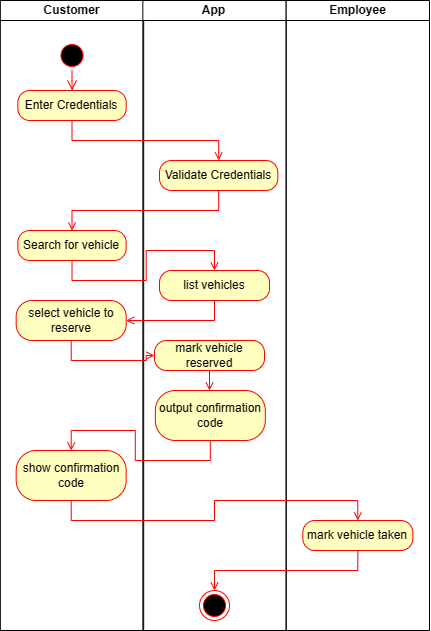 Customer
App
Employee
Enter Credentials
Validate Credentials
Search for vehicle
list vehicles
select vehicle to
reserve
mark vehicle
reserved
output confirmation
code
show confirmation
code
mark vehicle taken